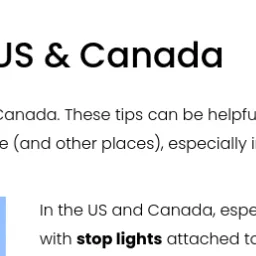 US & Canada
Canada. These tips can be helpfu
(and other places), especially i
In the US and Canada, espe
with stop lights attached to